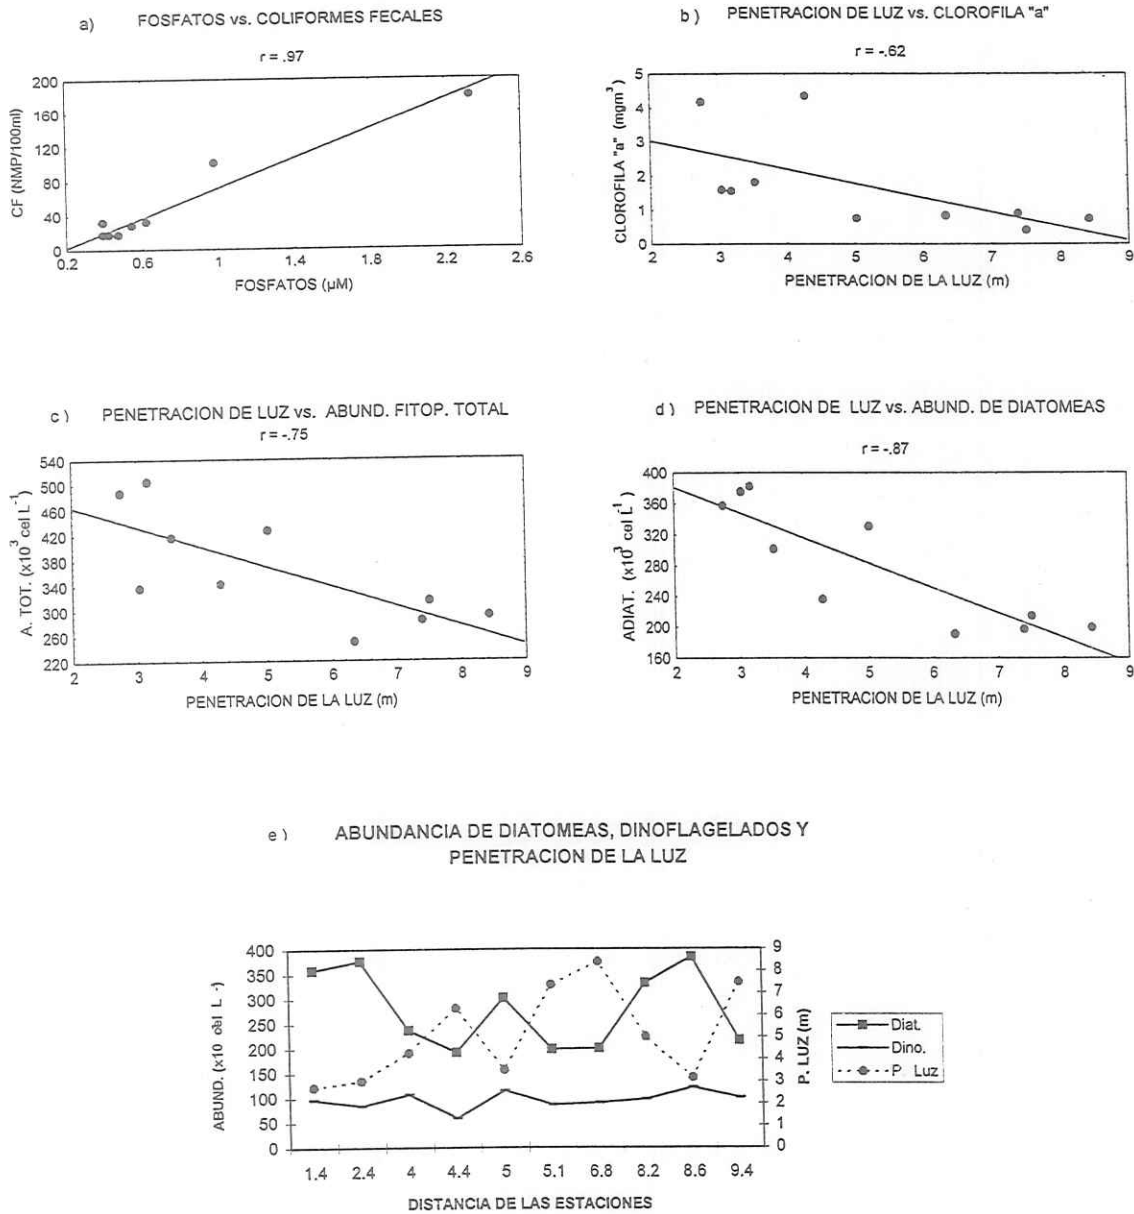 a) FOSFATOS vs. COLIFORMES FECALES
r = .97
CF (NMP/100ml)
200
160
120
80
40
0
0.2 0.6 1 1.4 1.8 2.2 2.6
FOSFATOS (µM)
b) PENETRACION DE LUZ vs. CLOROFILA "a"
r = -.62
CLOROFILA "a" (mgm³)
5
4
3
2
1
0
2 3 4 5 6 7 8 9
PENETRACION DE LA LUZ (m)
c) PENETRACION DE LUZ vs. ABUND. FITOP. TOTAL
r = -.75
A. TOT. (x10³ cel L⁻¹)
540
500
460
420
380
340
300
260
220
2 3 4 5 6 7 8 9
PENETRACION DE LA LUZ (m)
d) PENETRACION DE LUZ vs. ABUND. DE DIATOMEAS
r = -.87
ADIAT. (x10³ cel L¹)
400
360
320
280
240
200
160
2 3 4 5 6 7 8 9
PENETRACION DE LA LUZ (m)
e) ABUNDANCIA DE DIATOMEAS, DINOFLAGELADOS Y
PENETRACION DE LA LUZ
ABUND. (x10 cel L -)
400
350
300
250
200
150
100
50
0
9
8
7
6
5
4
3
2
1
0
P. LUZ (m)
1.4 2.4 4 4.4 5 5.1 6.8 8.2 8.6 9.4
DISTANCIA DE LAS ESTACIONES
Diat.
Dino.
P. Luz